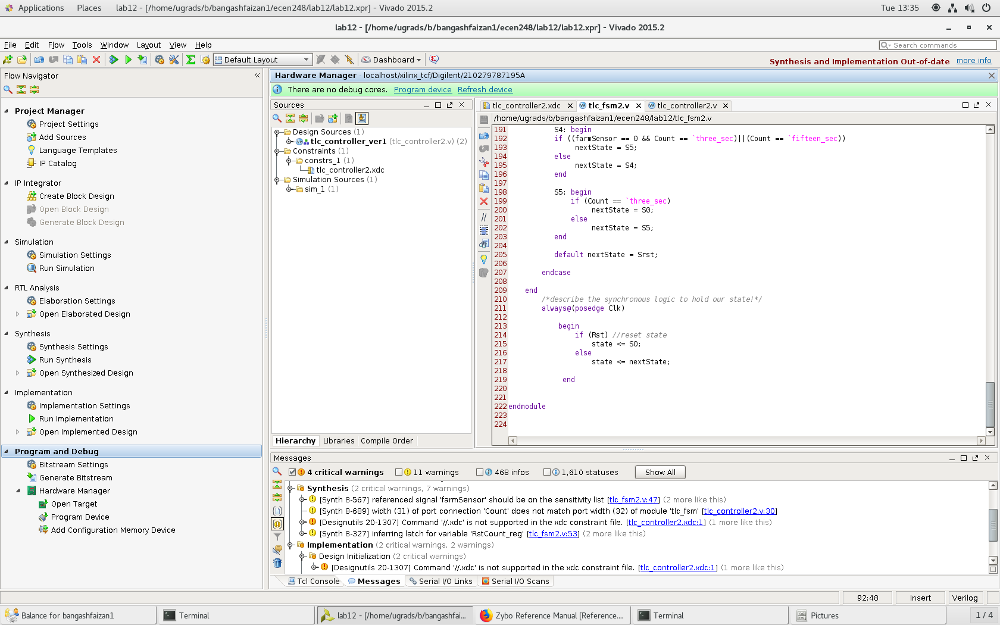 Applications Places lab12 - [/home/ugrads/b/bangashfaizan1/ecen248/lab12/lab12.xpr] - Vivado 2015.2 Tue 13:35
lab12 - [/home/ugrads/b/bangashfaizan1/ecen248/lab12/lab12.xpr] - Vivado 2015.2
File Edit Flow Tools Window Layout View Help Search commands
Default Layout Dashboard Synthesis and Implementation Out-of-date more info
Flow Navigator
Project Manager
Project Settings
Add Sources
Language Templates
IP Catalog
IP Integrator
Create Block Design
Open Block Design
Generate Block Design
Simulation
Simulation Settings
Run Simulation
RTL Analysis
Elaboration Settings
Open Elaborated Design
Synthesis
Synthesis Settings
Run Synthesis
Open Synthesized Design
Implementation
Implementation Settings
Run Implementation
Open Implemented Design
Program and Debug
Bitstream Settings
Generate Bitstream
Hardware Manager
Open Target
Program Device
Add Configuration Memory Device
Hardware Manager - localhost/xilinx_tcf/Digilent/210279787195A
There are no debug cores. Program device Refresh device
Sources
Design Sources (1)
tlc_controller_ver1 (tlc_controller2.v) (2)
Constraints (1)
constrs_1 (1)
tlc_controller2.xdc
Simulation Sources (1)
sim_1 (1)
Hierarchy Libraries Compile Order
tlc_controller2.xdc tlc_fsm2.v tlc_controller2.v
/home/ugrads/b/bangashfaizan1/ecen248/lab12/tlc_fsm2.v
191 S4: begin
192 if ((farmSensor == 0 && Count == `three_sec)||(Count == `fifteen_sec))
193 nextState = S5;
194 else
195 nextState = S4;
196 end
197
198 S5: begin
199 if (Count == `three_sec)
200 nextState = S0;
201 else
202 nextState = S5;
203 end
204
205 default nextState = Srst;
206
207 endcase
208
209 end
210 /*describe the synchronous logic to hold our state!*/
211 always@(posedge Clk)
212
213 begin
214 if (Rst) //reset state
215 state <= S0;
216 else
217 state <= nextState;
218
219 end
220
221
222 endmodule
223
224
Messages
4 critical warnings 11 warnings 468 infos 1,610 statuses Show All
Synthesis (2 critical warnings, 7 warnings)
[Synth 8-567] referenced signal 'farmSensor' should be on the sensitivity list [tlc_fsm2.v:47] (2 more like this)
[Synth 8-689] width (31) of port connection 'Count' does not match port width (32) of module 'tlc_fsm' [tlc_controller2.v:30]
[Designutils 20-1307] Command '//.xdc' is not supported in the xdc constraint file. [tlc_controller2.xdc:1] (1 more like this)
[Synth 8-327] inferring latch for variable 'RstCount_reg' [tlc_fsm2.v:53] (2 more like this)
Implementation (2 critical warnings, 2 warnings)
Design Initialization (2 critical warnings)
[Designutils 20-1307] Command '//.xdc' is not supported in the xdc constraint file. [tlc_controller2.xdc:1] (1 more like this)
Tcl Console Messages Serial I/O Links Serial I/O Scans
92:48 Insert Verilog
Balance for bangashfaizan1 Terminal lab12 - [/home/ugrads/b/bangashfai... Zybo Reference Manual [Reference.... Terminal Pictures 1 / 4